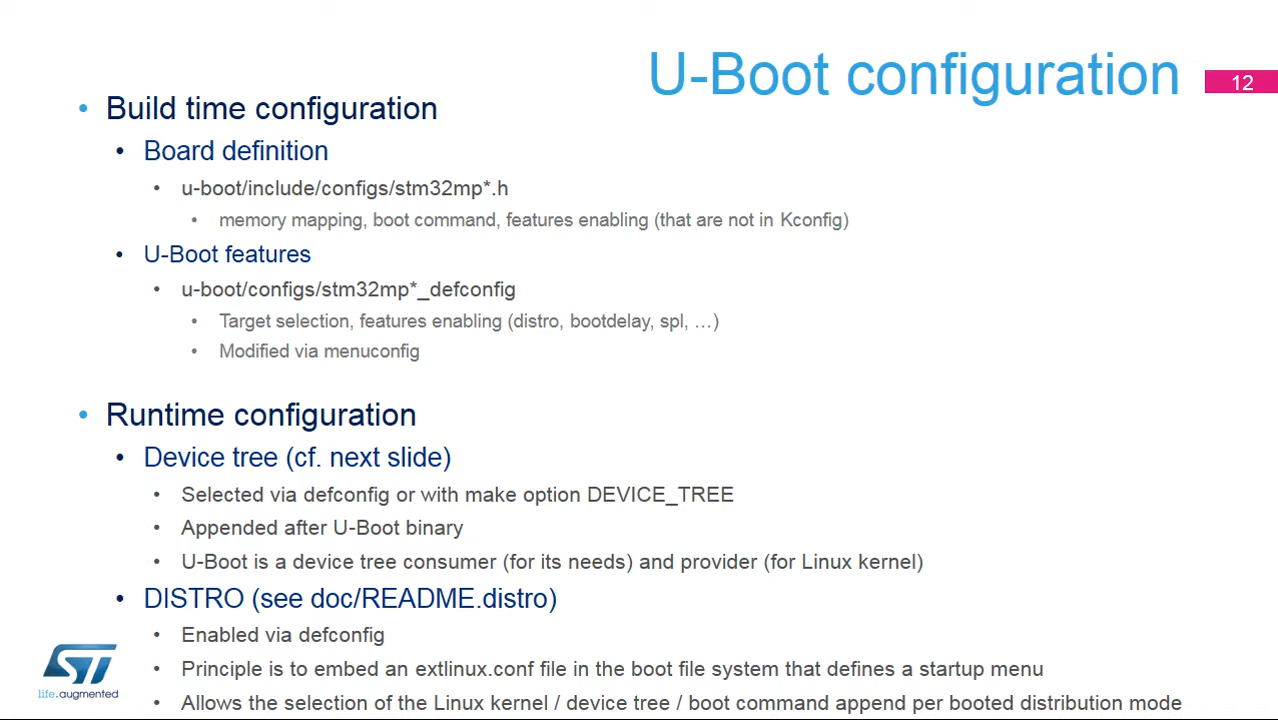 U-Boot configuration
12
• Build time configuration
• Board definition
• u-boot/include/configs/stm32mp*.h
• memory mapping, boot command, features enabling (that are not in Kconfig)
• U-Boot features
• u-boot/configs/stm32mp*_defconfig
• Target selection, features enabling (distro, bootdelay, spl, …)
• Modified via menuconfig
• Runtime configuration
• Device tree (cf. next slide)
• Selected via defconfig or with make option DEVICE_TREE
• Appended after U-Boot binary
• U-Boot is a device tree consumer (for its needs) and provider (for Linux kernel)
• DISTRO (see doc/README.distro)
• Enabled via defconfig
• Principle is to embed an extlinux.conf file in the boot file system that defines a startup menu
• Allows the selection of the Linux kernel / device tree / boot command append per booted distribution mode
ST
life.augmented